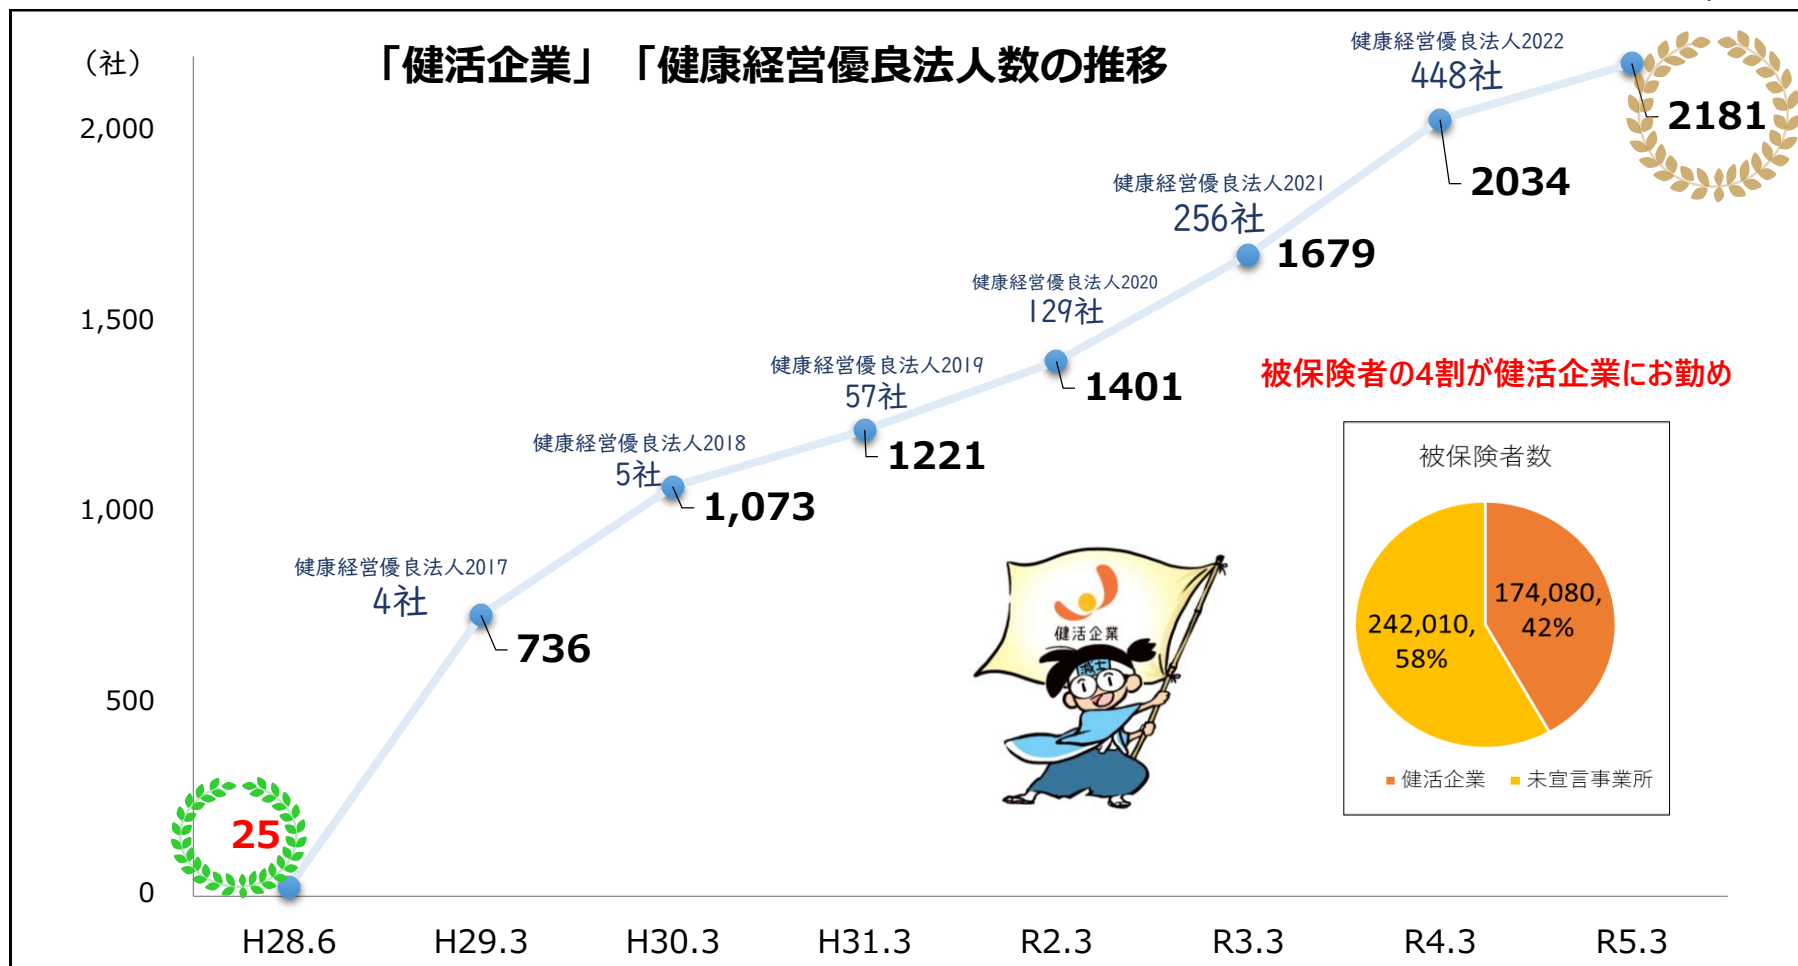 「健活企業」「健康経営優良法人数の推移
（社）
2,000
1,500
1,000
500
0
健康経営優良法人2017
4社
健康経営優良法人2018
5社
健康経営優良法人2019
57社
健康経営優良法人2020
129社
健康経営優良法人2021
256社
健康経営優良法人2022
448社
25
736
1,073
1221
1401
1679
2034
2181
H28.6 H29.3 H30.3 H31.3 R2.3 R3.3 R4.3 R5.3
健活企業
減士
被保険者の4割が健活企業にお勤め
被保険者数
174,080,
42%
242,010,
58%
健活企業 未宣言事業所